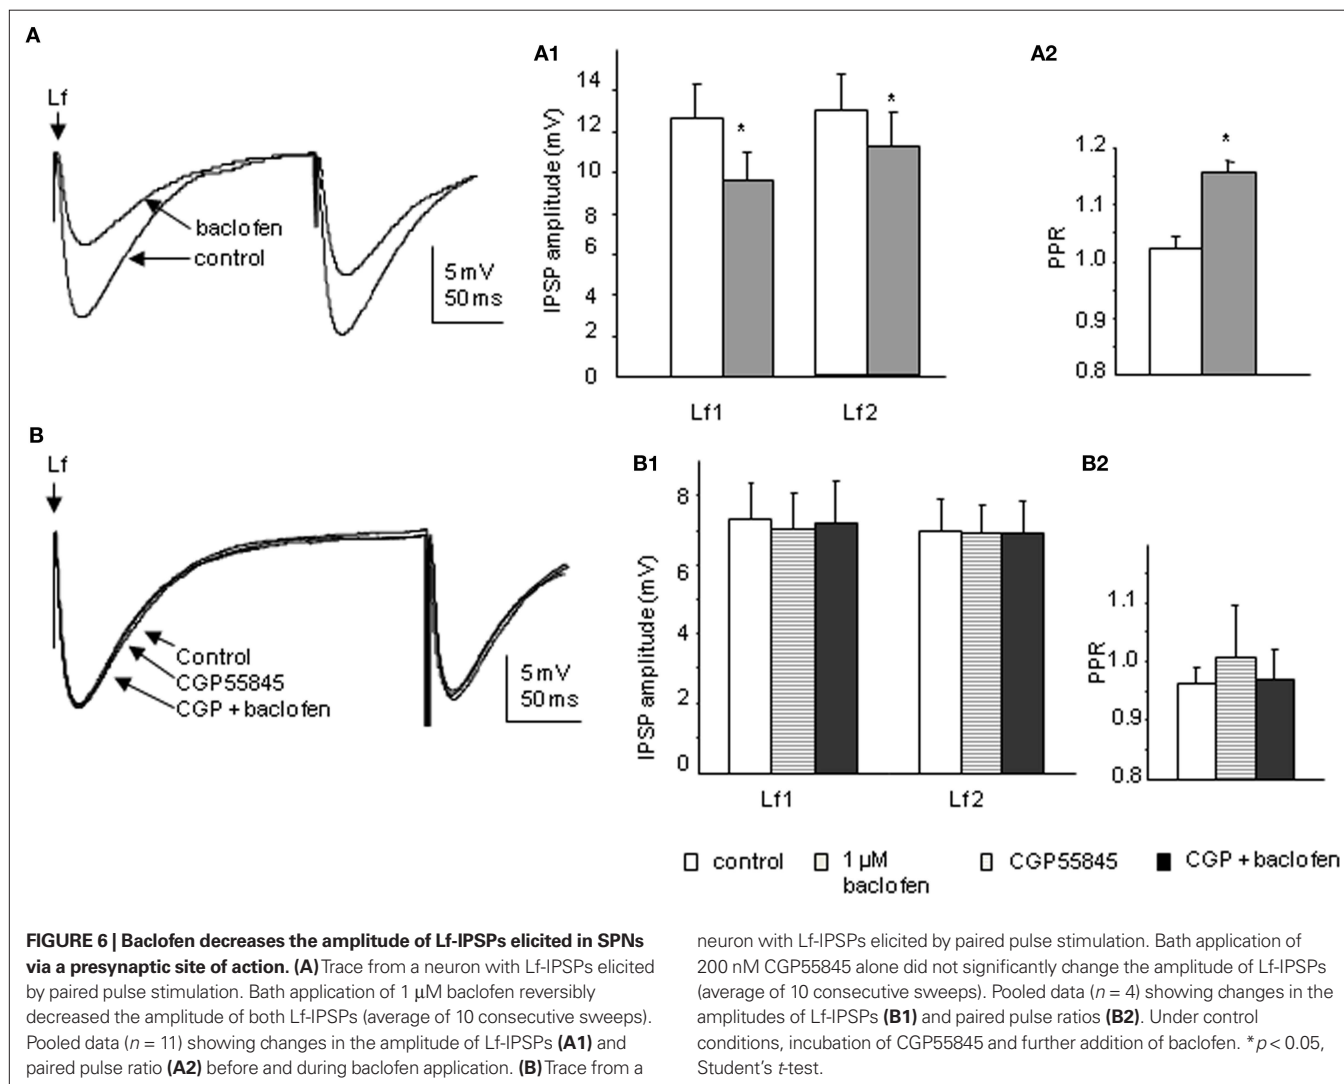 A
Lf
baclofen
control
5 mV
50 ms
A1
IPSP amplitude (mV)
14
12
10
8
6
4
2
0
*
*
Lf1
Lf2
A2
PPR
1.2
1.1
1.0
0.9
0.8
*
B
Lf
Control
CGP55845
CGP + baclofen
5 mV
50 ms
B1
IPSP amplitude (mV)
8
6
4
2
0
Lf1
Lf2
B2
PPR
1.1
1.0
0.9
0.8
control
1 µM
baclofen
CGP55845
CGP + baclofen
FIGURE 6 | Baclofen decreases the amplitude of Lf-IPSPs elicited in SPNs
via a presynaptic site of action. (A) Trace from a neuron with Lf-IPSPs elicited
by paired pulse stimulation. Bath application of 1 µM baclofen reversibly
decreased the amplitude of both Lf-IPSPs (average of 10 consecutive sweeps).
Pooled data (n = 11) showing changes in the amplitude of Lf-IPSPs (A1) and
paired pulse ratio (A2) before and during baclofen application. (B) Trace from a
neuron with Lf-IPSPs elicited by paired pulse stimulation. Bath application of
200 nM CGP55845 alone did not significantly change the amplitude of Lf-IPSPs
(average of 10 consecutive sweeps). Pooled data (n = 4) showing changes in the
amplitudes of Lf-IPSPs (B1) and paired pulse ratios (B2). Under control
conditions, incubation of CGP55845 and further addition of baclofen. *p < 0.05,
Student's t-test.